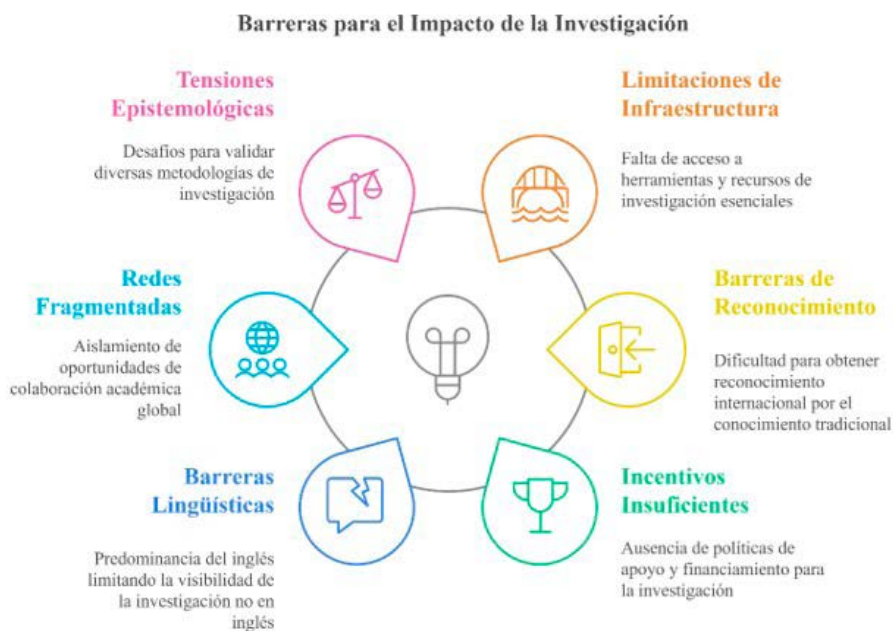 Barreras para el Impacto de la Investigación
Tensiones
Epistemológicas
Desafíos para validar
diversas metodologías de
investigación
Limitaciones de
Infraestructura
Falta de acceso a
herramientas y recursos de
investigación esenciales
Redes
Fragmentadas
Aislamiento de
oportunidades de
colaboración académica
global
Barreras de
Reconocimiento
Dificultad para obtener
reconocimiento
internacional por el
conocimiento tradicional
Barreras
Lingüísticas
Predominancia del inglés
limitando la visibilidad de
la investigación no en
inglés
Incentivos
Insuficientes
Ausencia de políticas de
apoyo y financiamiento para
la investigación